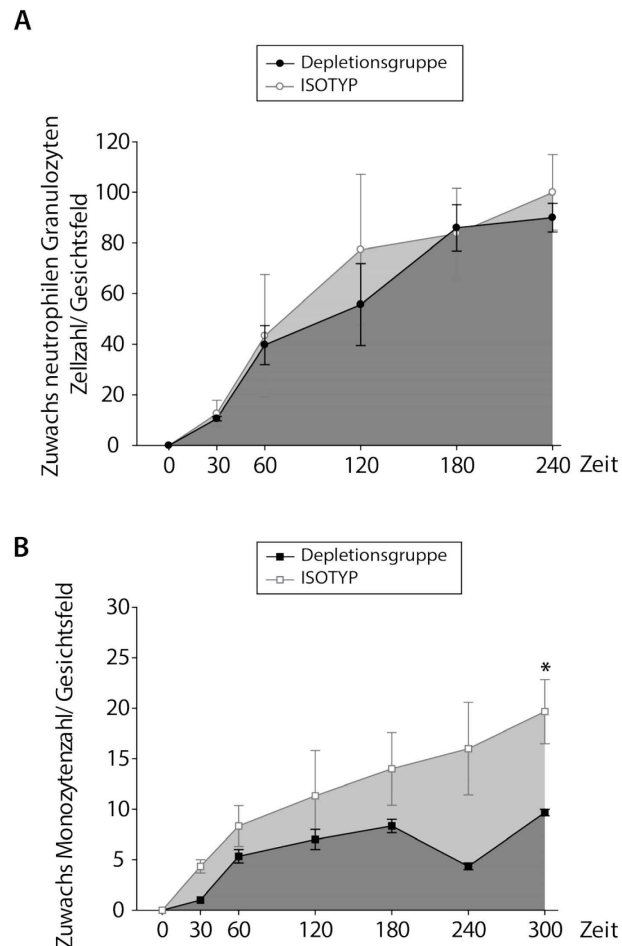 A
Depletionsgruppe
ISOTYP
Zuwachs neutrophilen Granulozyten
Zellzahl/ Gesichtsfeld
120
100
80
60
40
20
0
0 30 60 120 180 240 Zeit
B
Depletionsgruppe
ISOTYP
Zuwachs Monozytenzahl/ Gesichtsfeld
30
25
20
15
10
5
0
*
0 30 60 120 180 240 300 Zeit